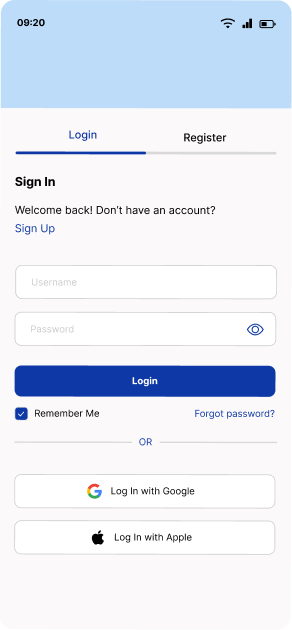 09:20
Login
Register
Sign In
Welcome back! Don't have an account?
Sign Up
Username
Password
Login
Remember Me
Forgot password?
OR
Log In with Google
Log In with Apple